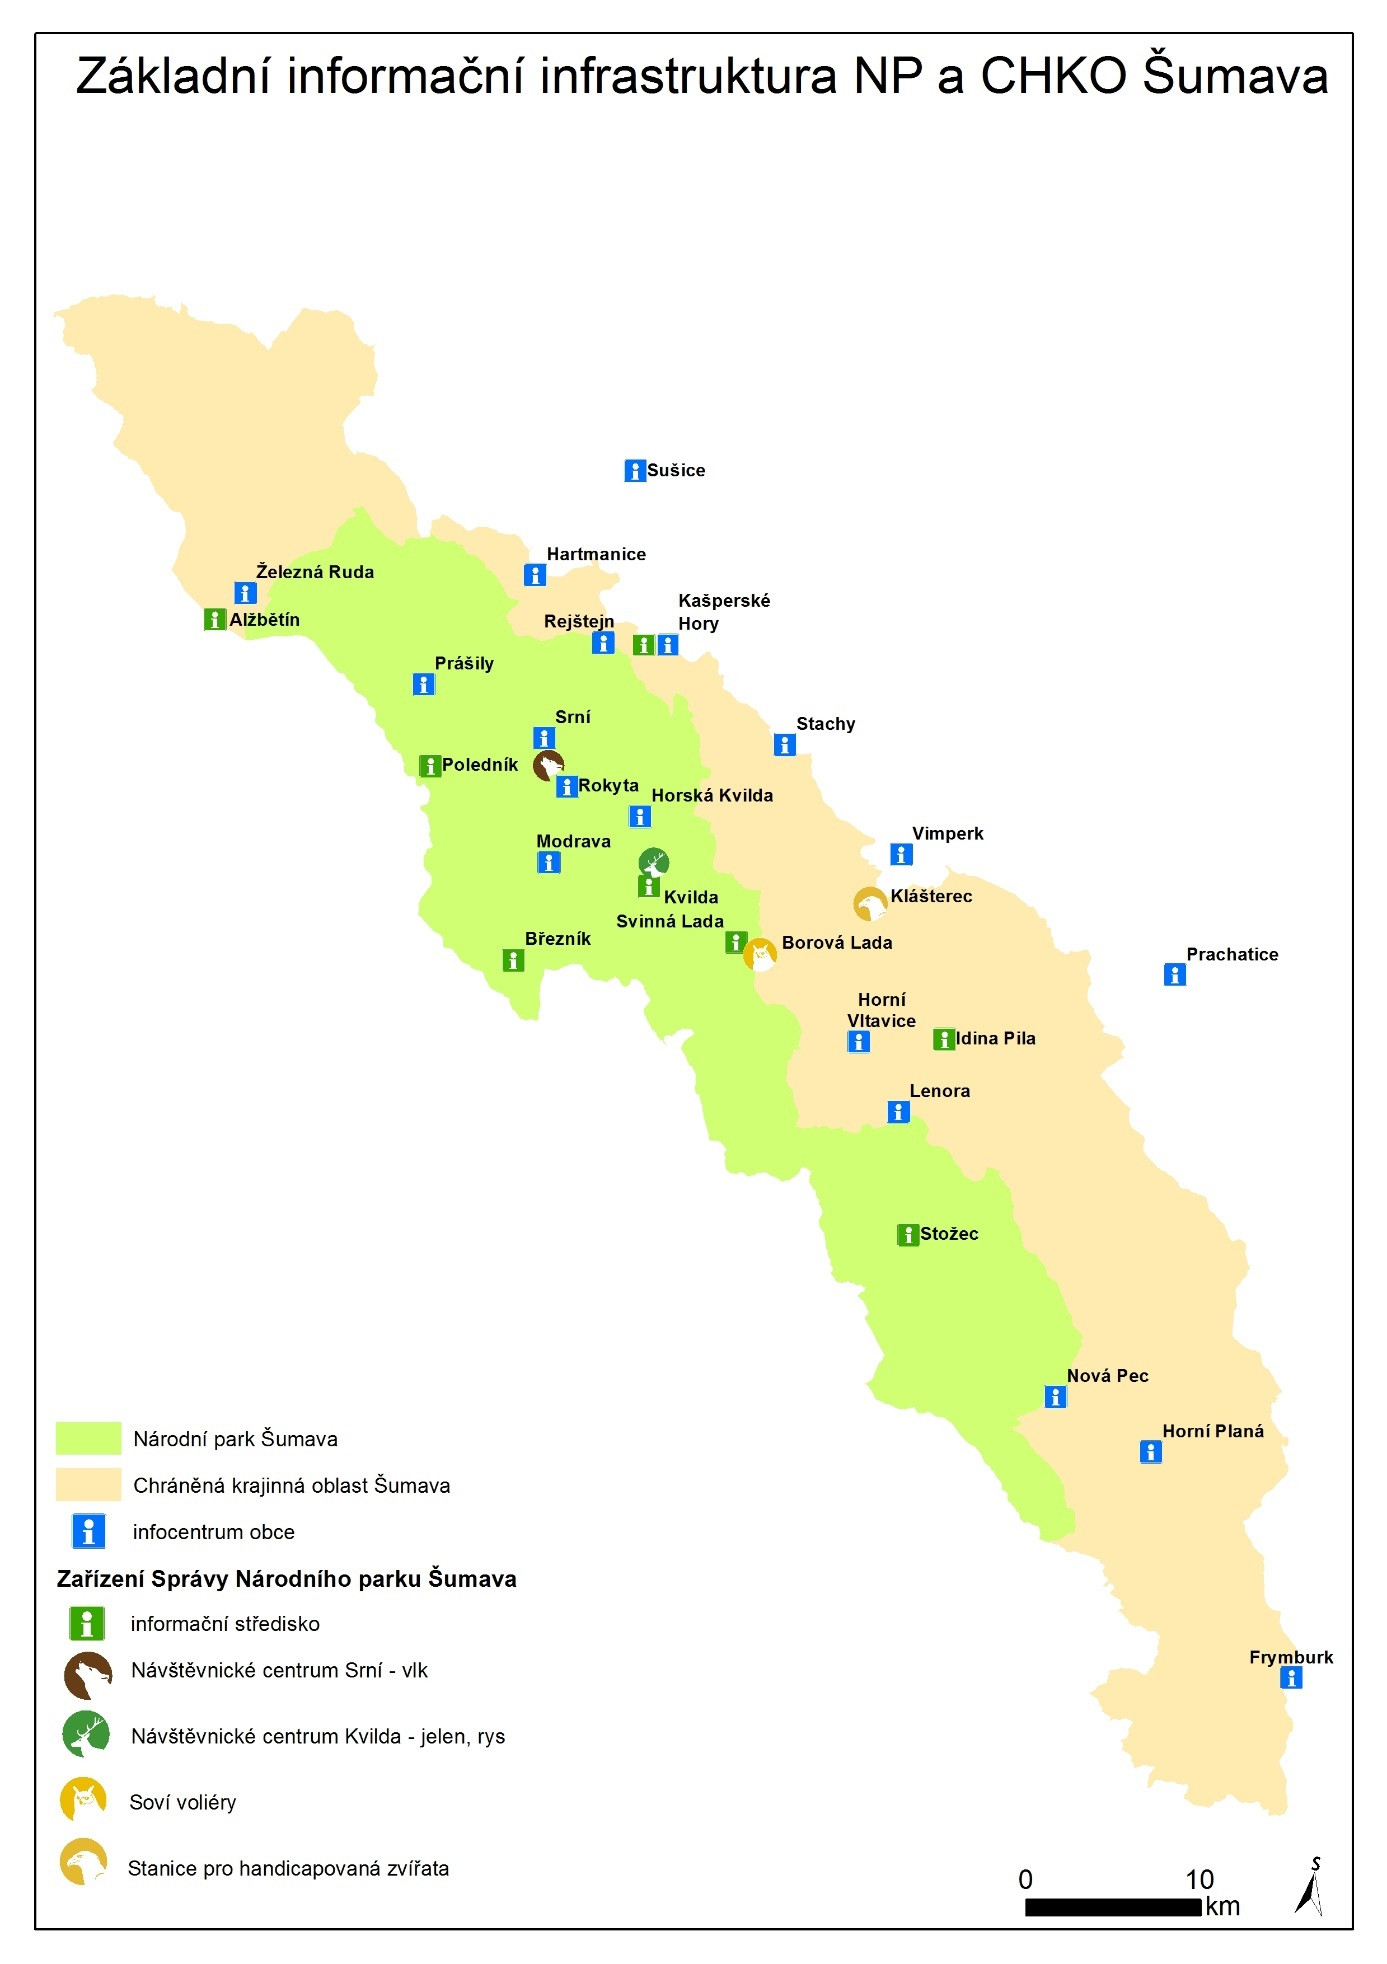 Základní informační infrastruktura NP a CHKO Šumava
Sušice
Hartmanice
Železná Ruda
Alžbětín
Kašperské
Hory
Rejštejn
Prášily
Srní
Stachy
Poledník
Rokyta
Horská Kvilda
Modrava
Vimperk
Kvilda
Klášterec
Svinná Lada
Březník
Borová Lada
Prachatice
Horní
Vltavice
Idina Pila
Lenora
Stožec
Nová Pec
Horní Planá
Frymburk
Národní park Šumava
Chráněná krajinná oblast Šumava
infocentrum obce
Zařízení Správy Národního parku Šumava
informační středisko
Návštěvnické centrum Srní - vlk
Návštěvnické centrum Kvilda - jelen, rys
Soví voliéry
Stanice pro handicapovaná zvířata
0 10
km
S